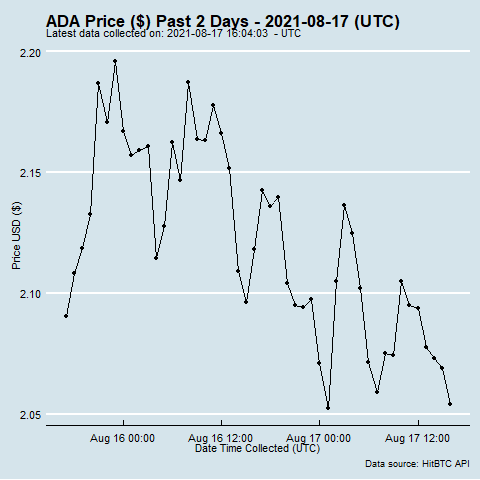 ADA Price ($) Past 2 Days - 2021-08-17 (UTC)
Latest data collected on: 2021-08-17 16:04:03 - UTC
2.20
2.15
2.10
2.05
Price USD ($)
Aug 16 00:00
Aug 16 12:00
Aug 17 00:00
Aug 17 12:00
Date Time Collected (UTC)
Data source: HitBTC API